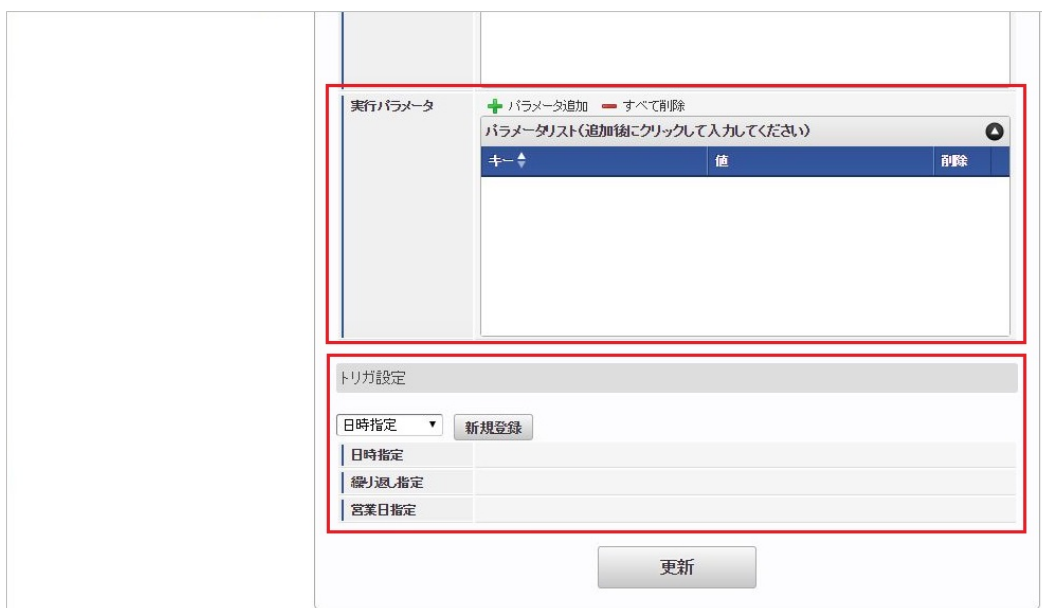 実行パラメータ
パラメータ追加 すべて削除
パラメータリスト(追加後にクリックして入力してください)
キー 値 削除
トリガ設定
日時指定 新規登録
日時指定
繰り返し指定
営業日指定
更新